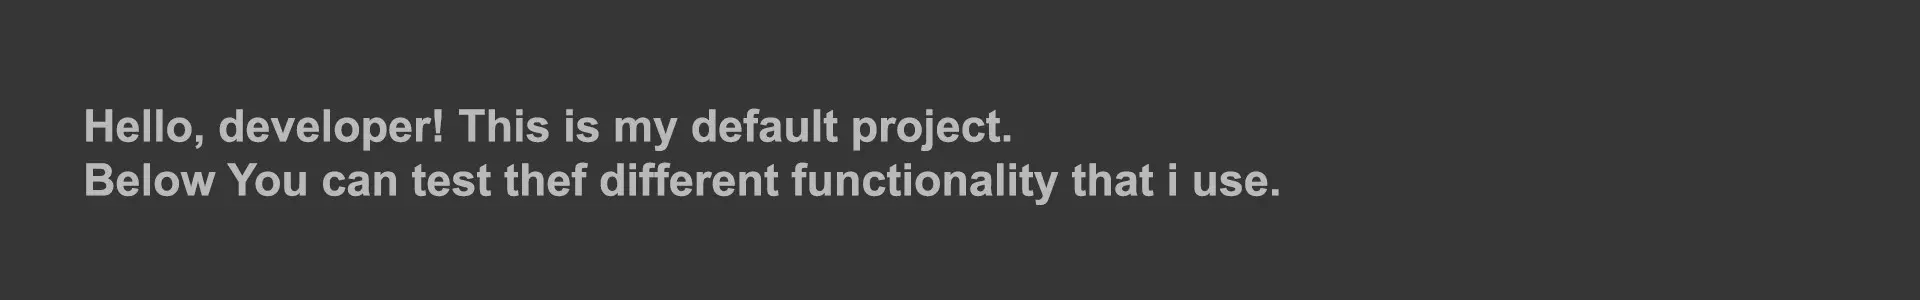 Hello, developer! This is my default project.
Below You can test thef different functionality that i use.